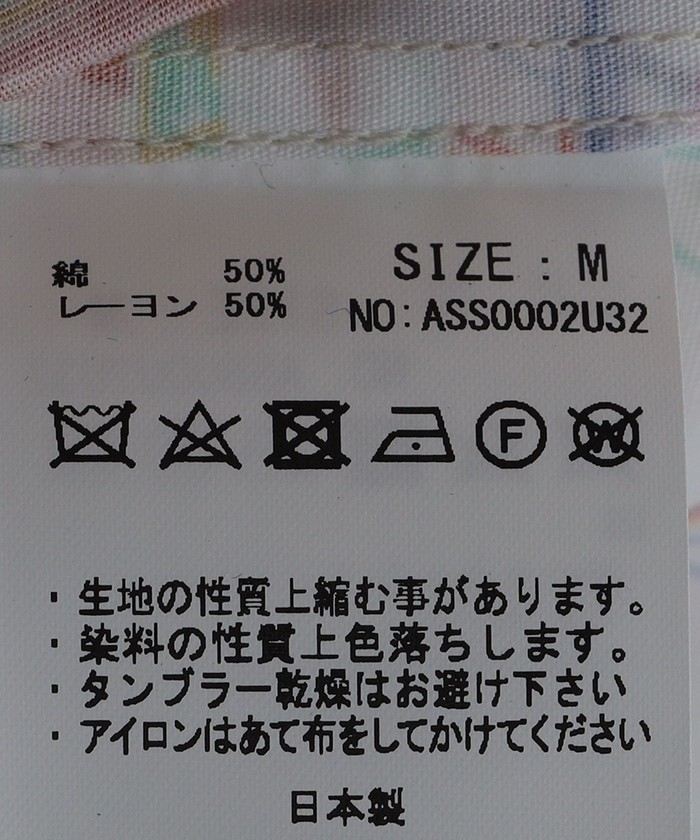 綿 50% SIZE : M
レーヨン 50% NO:ASS0002U32
F W
・生地の性質上縮む事があります。
・染料の性質上色落ちします。
・タンブラー乾燥はお避け下さい
・アイロンはあて布をしてかけてください
日本製